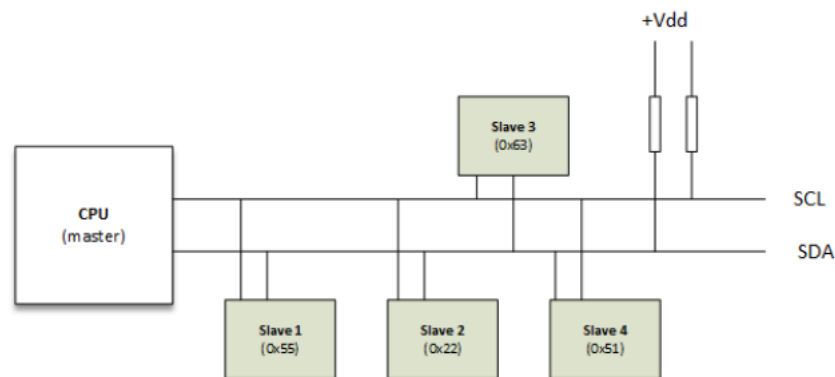 +Vdd
Slave 3
(0x63)
CPU
(master)
SCL
SDA
Slave 1
(0x55)
Slave 2
(0x22)
Slave 4
(0x51)